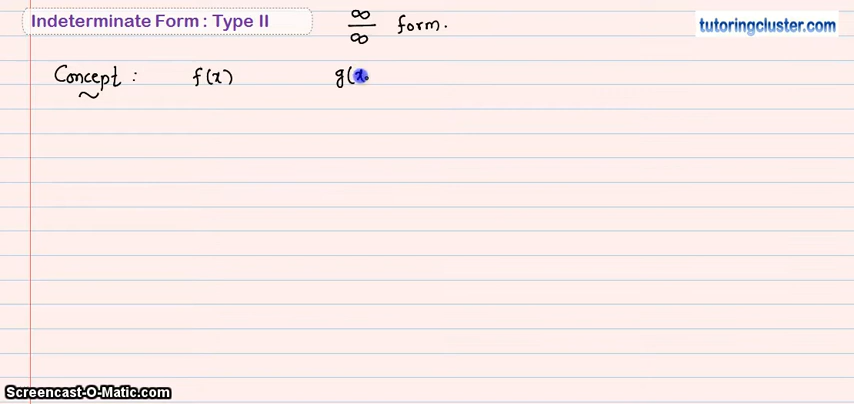 Indeterminate Form : Type II
∞/∞ form.
tutoringcluster.com
Concept : f(x) g(x
Screencast-O-Matic.com